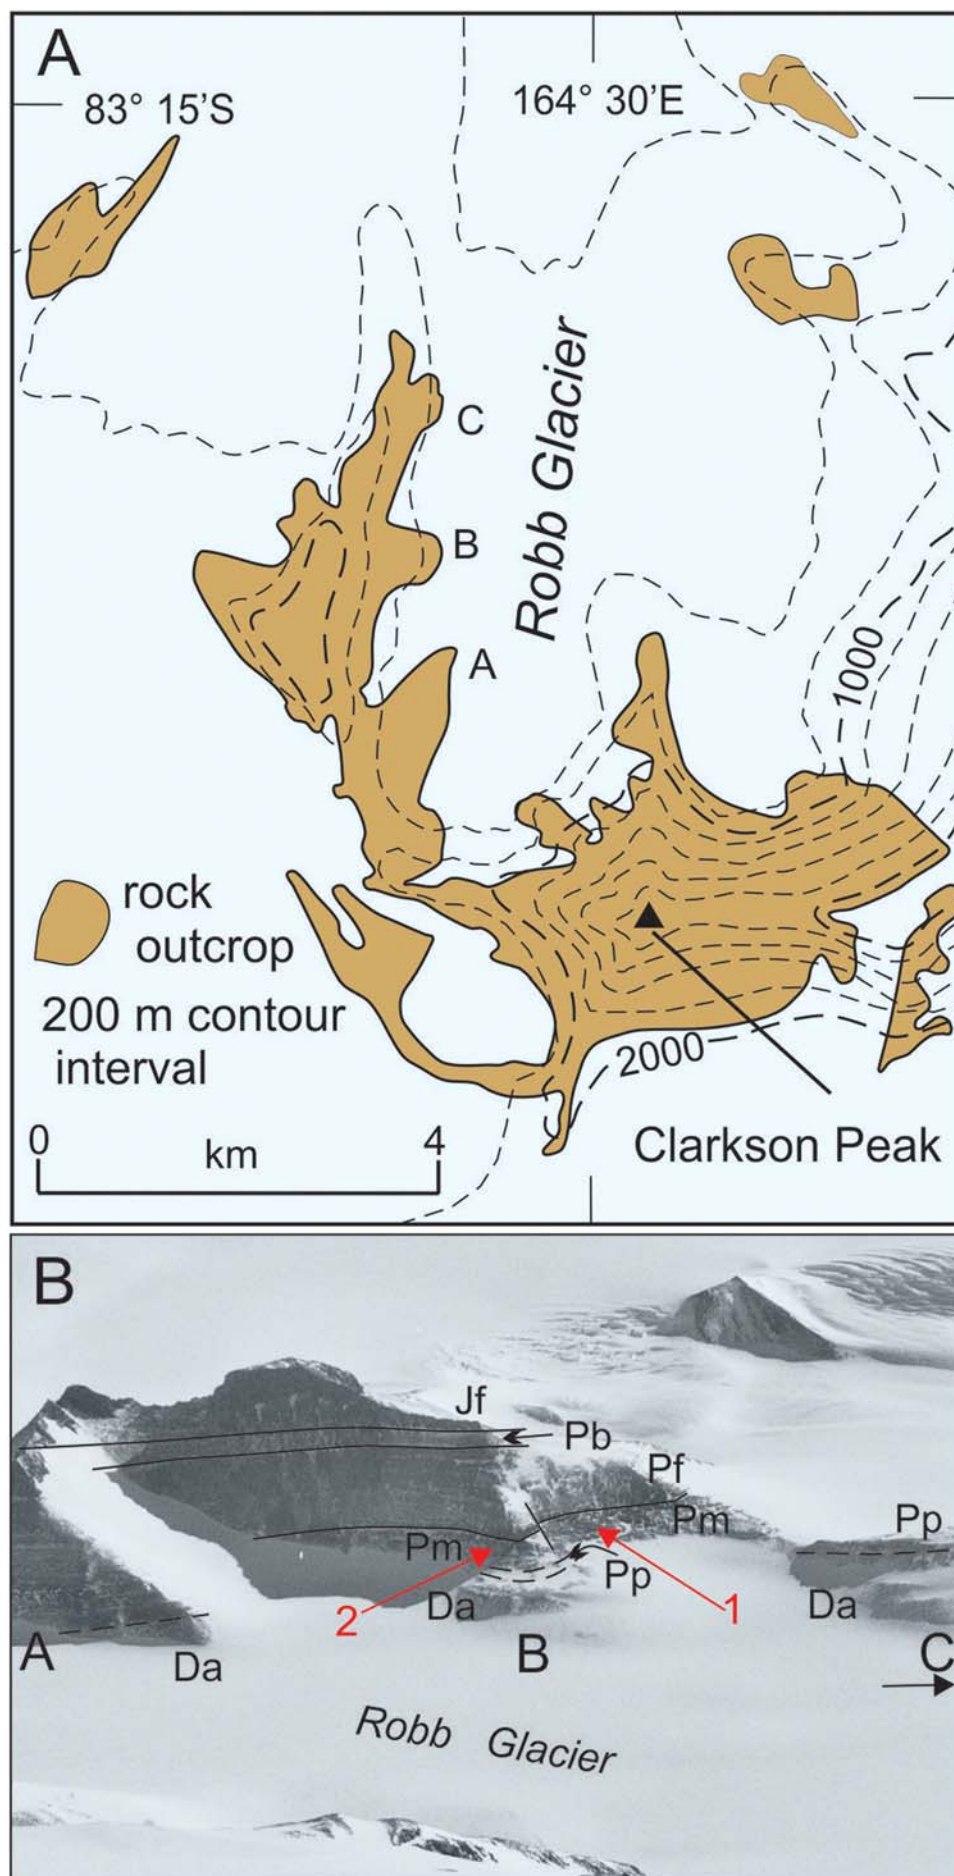 A
83° 15'S
164° 30'E
Robb Glacier
C
B
A
1000
rock
outcrop
200 m contour
interval
2000
0
km
4
Clarkson Peak
B
Jf
Pb
Pf
Pm
Pp
Pm
Pp
2
Da
1
Da
A
Da
B
C
Robb Glacier